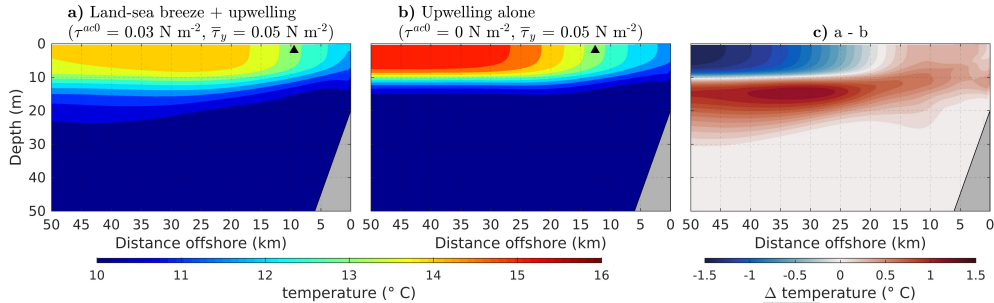 a) Land-sea breeze + upwelling
(τᵃᶜ⁰ = 0.03 N m⁻², τ̅ᵧ = 0.05 N m⁻²)
b) Upwelling alone
(τᵃᶜ⁰ = 0 N m⁻², τ̅ᵧ = 0.05 N m⁻²)
c) a - b
Depth (m)
0
10
20
30
40
50
50 45 40 35 30 25 20 15 10 5 0
Distance offshore (km)
50 45 40 35 30 25 20 15 10 5 0
Distance offshore (km)
50 45 40 35 30 25 20 15 10 5 0
Distance offshore (km)
10 11 12 13 14 15 16
temperature (° C)
-1.5 -1 -0.5 0 0.5 1 1.5
Δ temperature (° C)